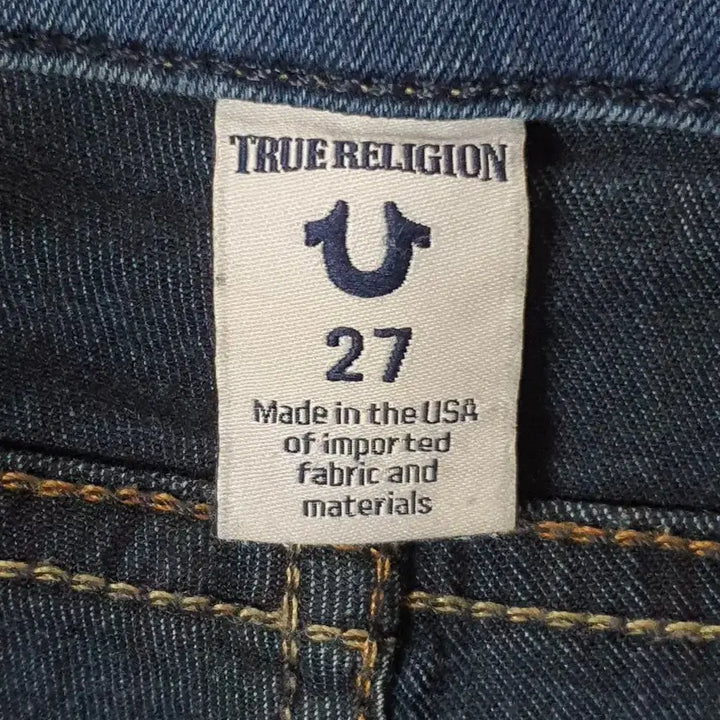 TRUE RELIGION
27
Made in the USA
of imported
fabric and
materials